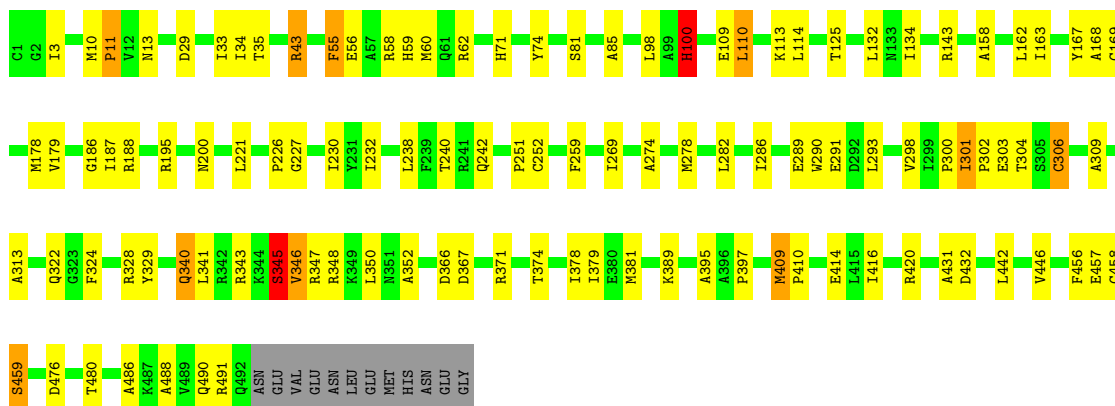 C1 G2 I3 M10 P11 V12 N13 D29 I33 I34 T35 R43 F55 E56 A57 R58 H59 M60 Q61 R62 H71 Y74 S81 A85 L98 A99 H100 E109 L110 K113 L114 T125 L132 N133 I134 R143 A158 L162 I163 Y167 A168
M178 V179 G186 I187 R188 R195 N200 L221 P226 G227 I230 Y231 I232 L238 F239 T240 R241 Q242 P251 C252 F259 I269 A274 M278 L282 I286 E289 W290 E291 D292 L293 V298 I299 P300 I301 P302 E303 T304 S305 C306 A309
A313 Q322 G323 F324 R328 Y329 Q340 L341 R342 R343 K344 S345 V346 R347 R348 K349 L350 N351 A352 D366 D367 R371 T374 I378 I379 E380 M381 K389 A395 A396 P397 M409 P410 E414 L415 I416 R420 A431 D432 L442 V446 F456 E457
S459 D476 T480 A486 K487 A488 V489 Q490 R491 Q492 ASN GLU VAL GLU ASN LEU GLU MET HIS ASN GLU GLY